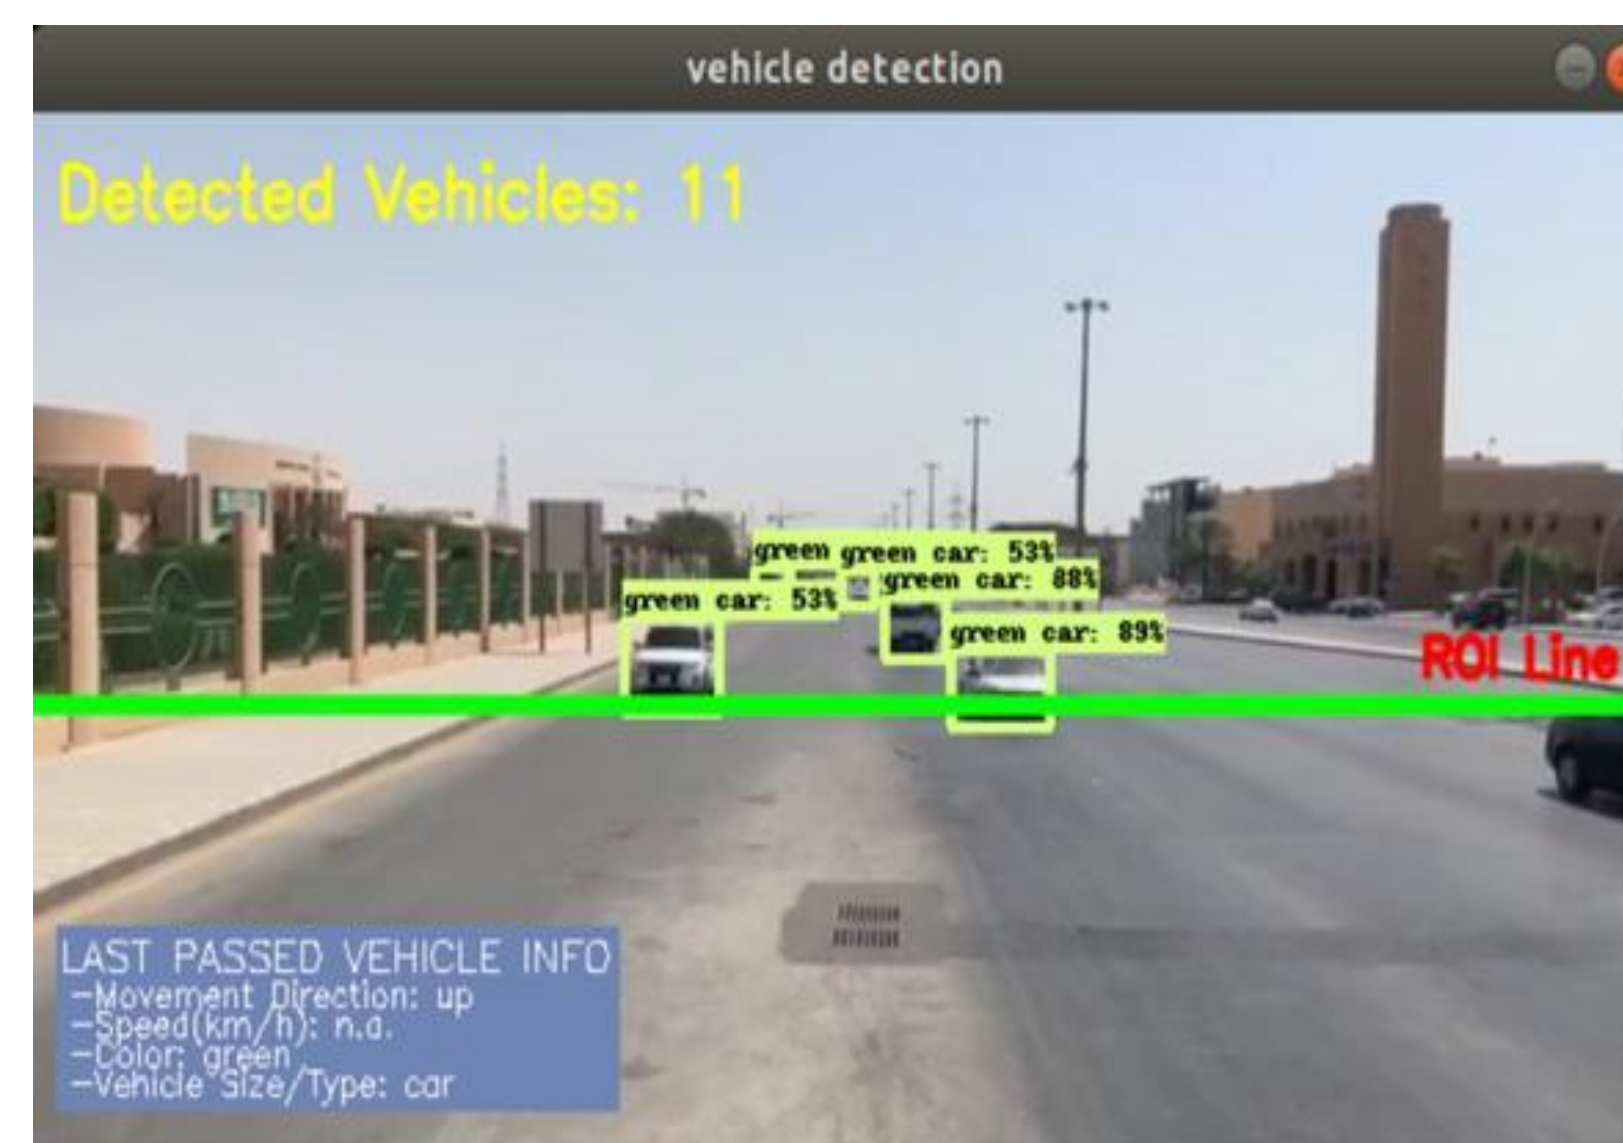 vehicle detection
Detected Vehicles: 11
green green car: 53%
green car: 88%
green car: 53%
green car: 89%
ROI Line
LAST PASSED VEHICLE INFO
-Movement Direction: up
-Speed(km/h): n.a.
-Color: green
-Vehicle Size/Type: car